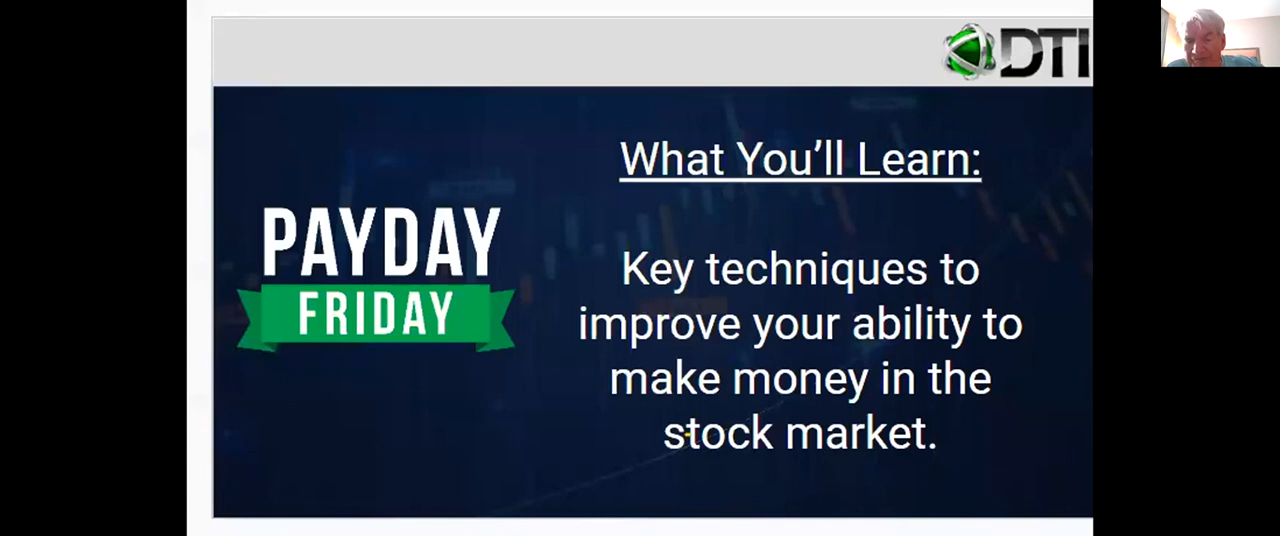 DTI
What You'll Learn:
PAYDAY
FRIDAY
Key techniques to
improve your ability to
make money in the
stock market.